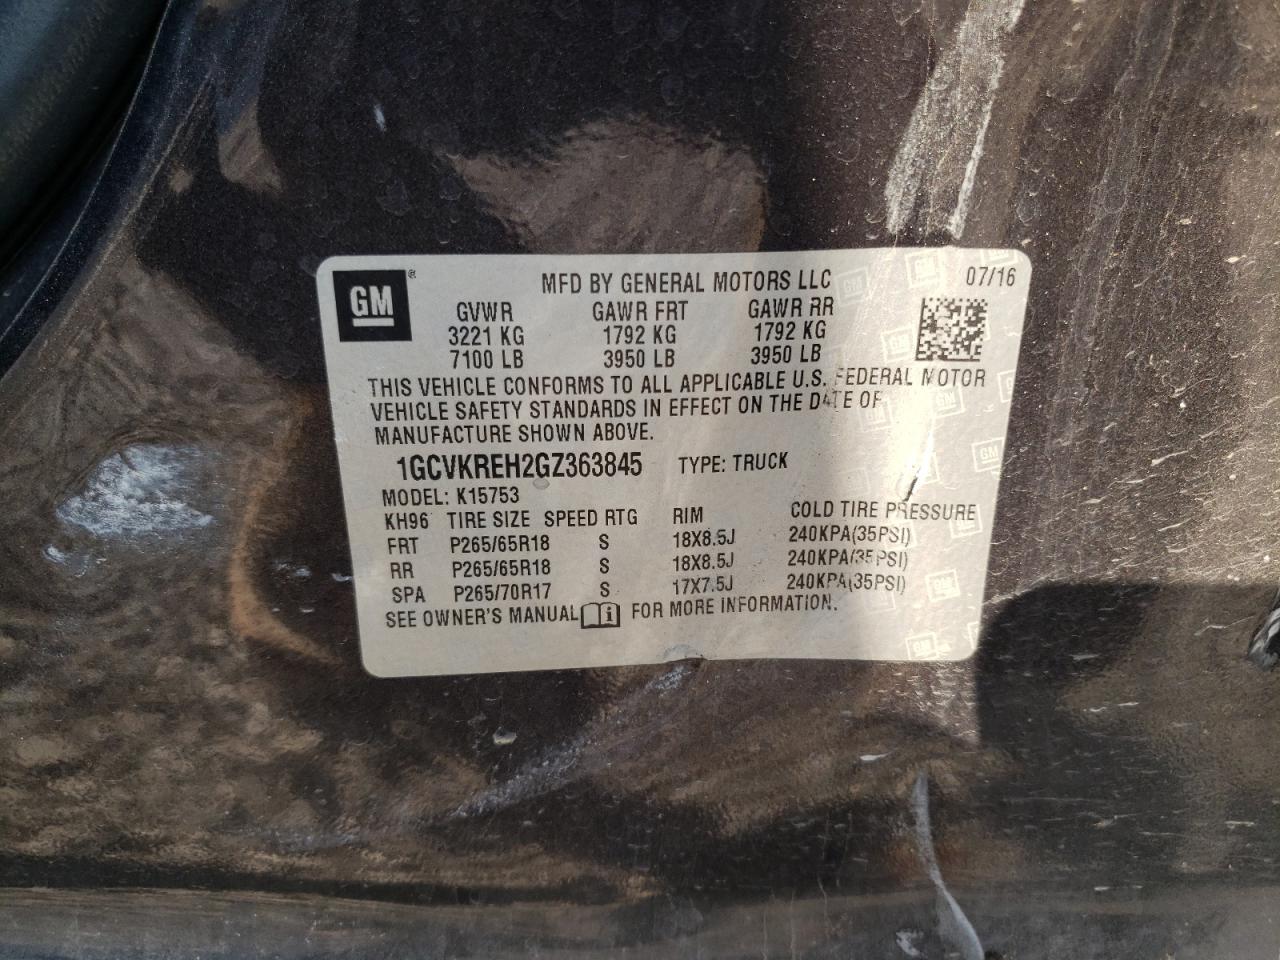 GM® MFD BY GENERAL MOTORS LLC 07/16
GVWR GAWR FRT GAWR RR
3221 KG 1792 KG 1792 KG
7100 LB 3950 LB 3950 LB
THIS VEHICLE CONFORMS TO ALL APPLICABLE U.S. FEDERAL MOTOR
VEHICLE SAFETY STANDARDS IN EFFECT ON THE DATE OF
MANUFACTURE SHOWN ABOVE.
1GCVKREH2GZ363845 TYPE: TRUCK
MODEL: K15753
KH96 TIRE SIZE SPEED RTG RIM COLD TIRE PRESSURE
FRT P265/65R18 S 18X8.5J 240KPA(35PSI)
RR P265/65R18 S 18X8.5J 240KPA(35PSI)
SPA P265/70R17 S 17X7.5J 240KPA(35PSI)
SEE OWNER'S MANUAL FOR MORE INFORMATION.